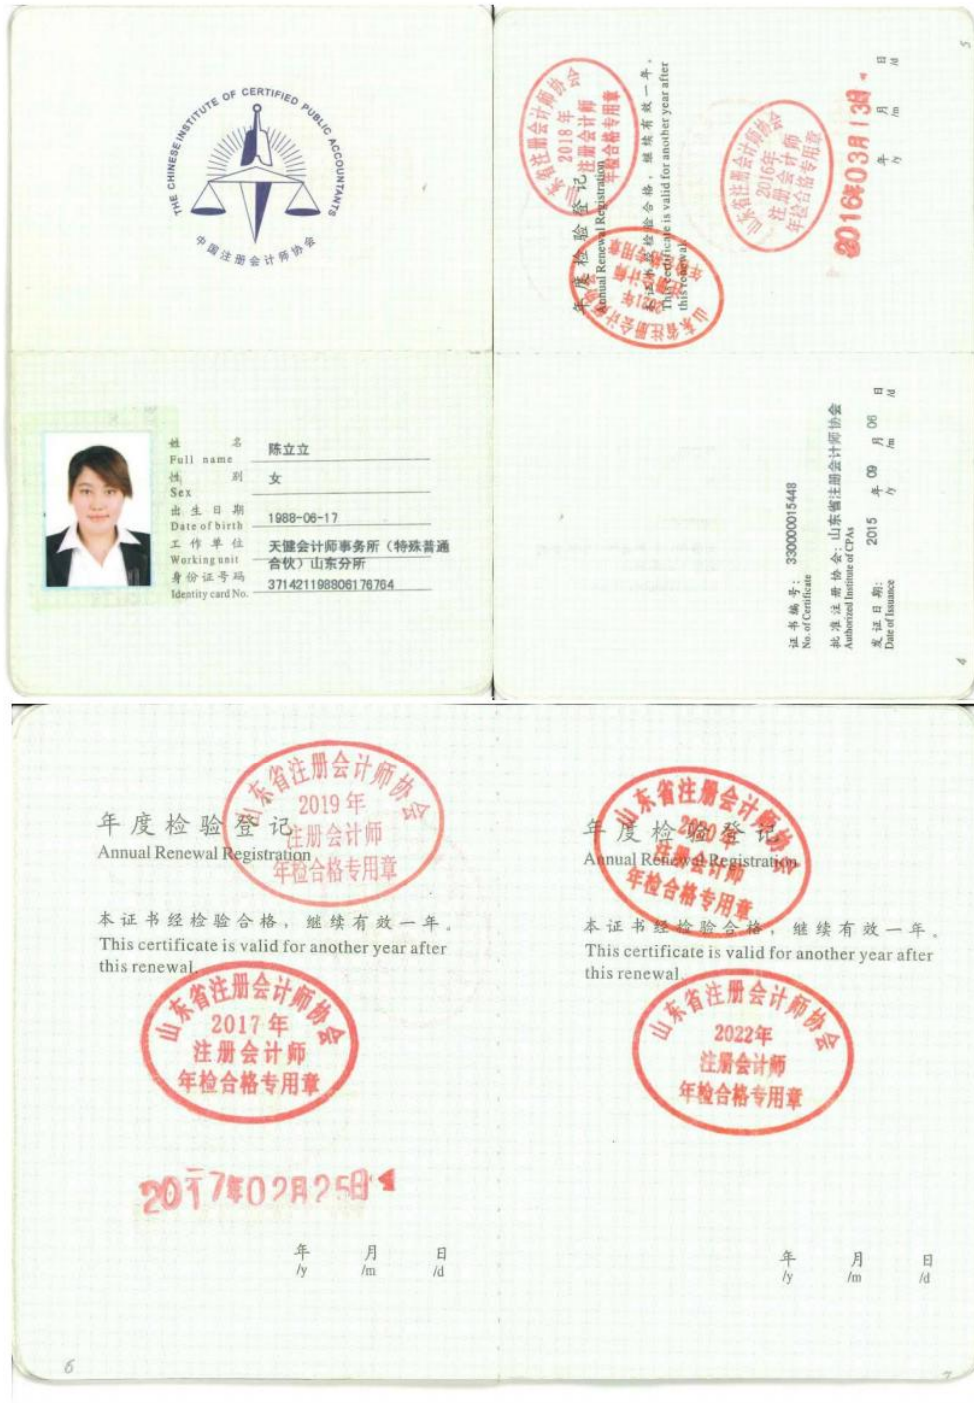 THE CHINESE INSTITUTE OF CERTIFIED PUBLIC ACCOUNTANTS
中国注册会计师协会
姓 名
Full name
陈立立
性 别
Sex
女
出生日期
Date of birth
1988-06-17
工作单位
Working unit
天健会计师事务所（特殊普通
合伙）山东分所
身份证号码
Identity card No.
371421198806176764
5
年度检验登记
Annual Renewal Registration
本证书经检验合格，继续有效一年。
This certificate is valid for another year after
this renewal.
山东省注册会计师协会
2018年
注册会计师
年检合格专用章
山东省注册会计师协会
2021年
山东省注册会计师协会
2016年
注册会计师
年检合格专用章
2016年03月13日
年 月 日
/y /m /d
证书编号： 330000015448
No. of Certificate
批准注册协会：山东省注册会计师协会
Authorized Institute of CPAs
发证日期： 2015 年 09 月 06 日
Date of Issuance /y /m /d
4
年度检验登记
Annual Renewal Registration
山东省注册会计师协会
2019年
注册会计师
年检合格专用章
本证书经检验合格，继续有效一年。
This certificate is valid for another year after
this renewal.
山东省注册会计师协会
2017年
注册会计师
年检合格专用章
2017年02月25日
年 月 日
/y /m /d
6
年度检验登记
Annual Renewal Registration
山东省注册会计师协会
2020年
注册会计师
年检合格专用章
本证书经检验合格，继续有效一年。
This certificate is valid for another year after
this renewal.
山东省注册会计师协会
2022年
注册会计师
年检合格专用章
年 月 日
/y /m /d
7